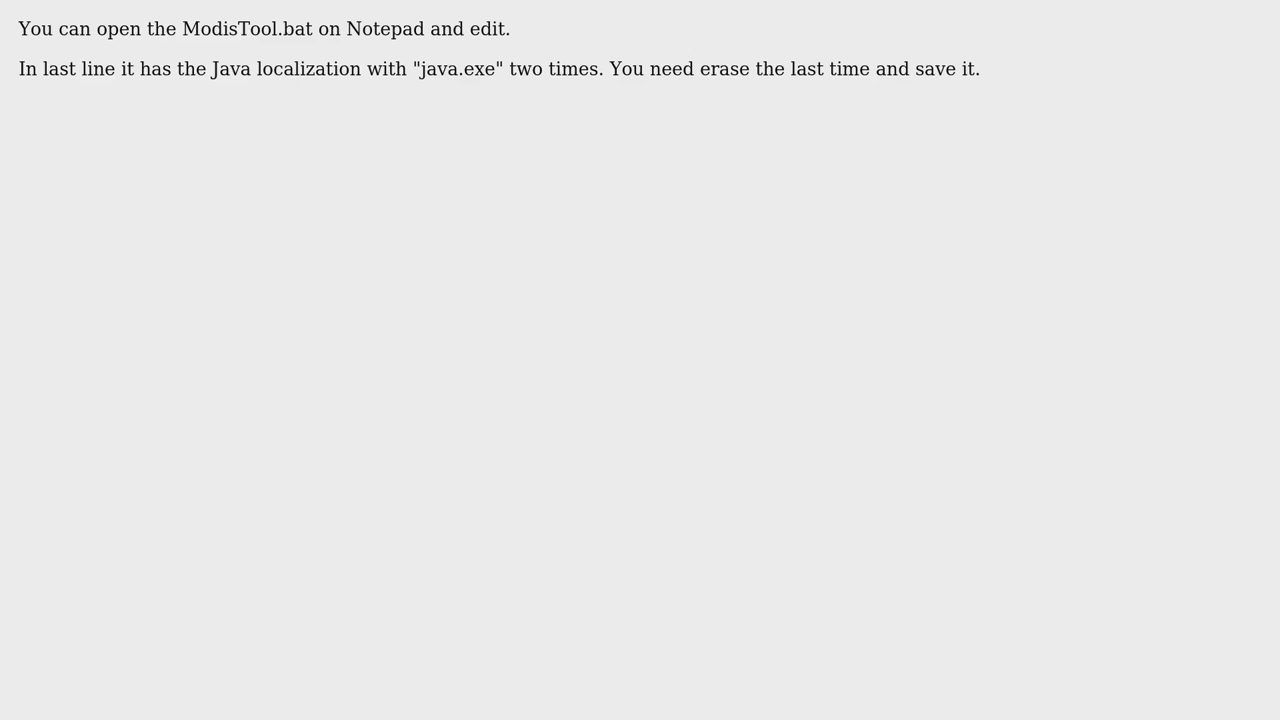 You can open the ModisTool.bat on Notepad and edit.
In last line it has the Java localization with "java.exe" two times. You need erase the last time and save it.